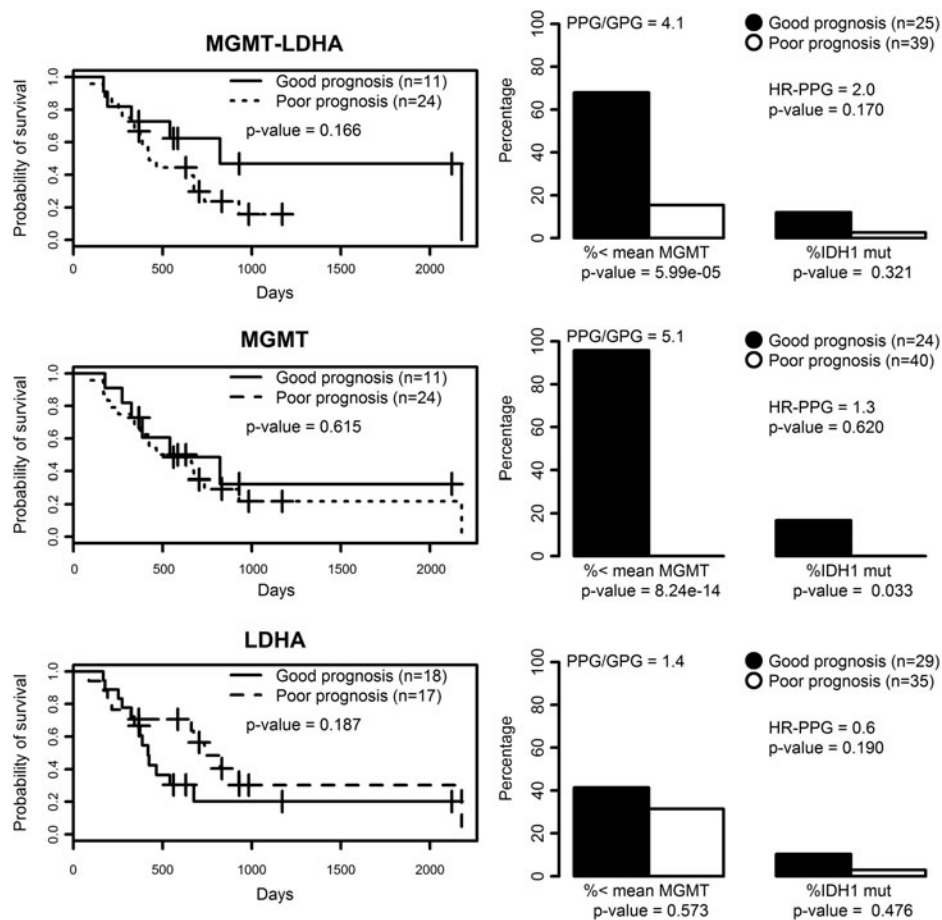 MGMT-LDHA
Probability of survival
1.0
0.8
0.6
0.4
0.2
0.0
Good prognosis (n=11)
Poor prognosis (n=24)
p-value = 0.166
0 500 1000 1500 2000
Days
Percentage
100
80
60
40
20
0
PPG/GPG = 4.1
Good prognosis (n=25)
Poor prognosis (n=39)
HR-PPG = 2.0
p-value = 0.170
%< mean MGMT
p-value = 5.99e-05
%IDH1 mut
p-value = 0.321
MGMT
Probability of survival
1.0
0.8
0.6
0.4
0.2
0.0
Good prognosis (n=11)
Poor prognosis (n=24)
p-value = 0.615
0 500 1000 1500 2000
Days
Percentage
100
80
60
40
20
0
PPG/GPG = 5.1
Good prognosis (n=24)
Poor prognosis (n=40)
HR-PPG = 1.3
p-value = 0.620
%< mean MGMT
p-value = 8.24e-14
%IDH1 mut
p-value = 0.033
LDHA
Probability of survival
1.0
0.8
0.6
0.4
0.2
0.0
Good prognosis (n=18)
Poor prognosis (n=17)
p-value = 0.187
0 500 1000 1500 2000
Days
Percentage
100
80
60
40
20
0
PPG/GPG = 1.4
Good prognosis (n=29)
Poor prognosis (n=35)
HR-PPG = 0.6
p-value = 0.190
%< mean MGMT
p-value = 0.573
%IDH1 mut
p-value = 0.476